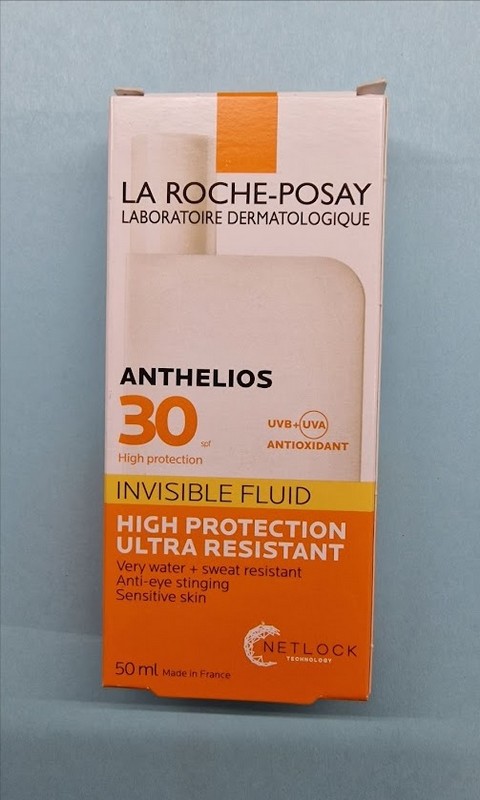 LA ROCHE-POSAY
LABORATOIRE DERMATOLOGIQUE
ANTHELIOS
30 spf
High protection
UVB+UVA
ANTIOXIDANT
INVISIBLE FLUID
HIGH PROTECTION
ULTRA RESISTANT
Very water + sweat resistant
Anti-eye stinging
Sensitive skin
NETLOCK
TECHNOLOGY
50 ml Made in France